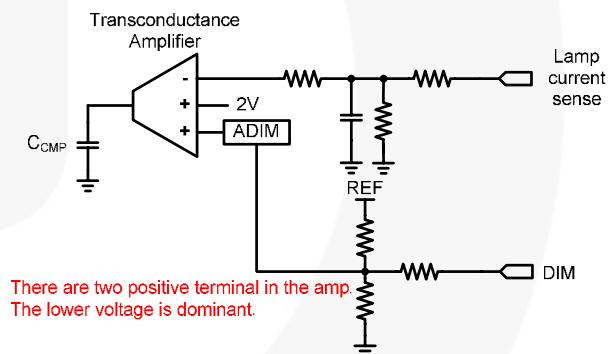 Transconductance
Amplifier
Lamp
current
sense
-
+
2V
+
ADIM
C_CMP
REF
DIM
There are two positive terminal in the amp.
The lower voltage is dominant.